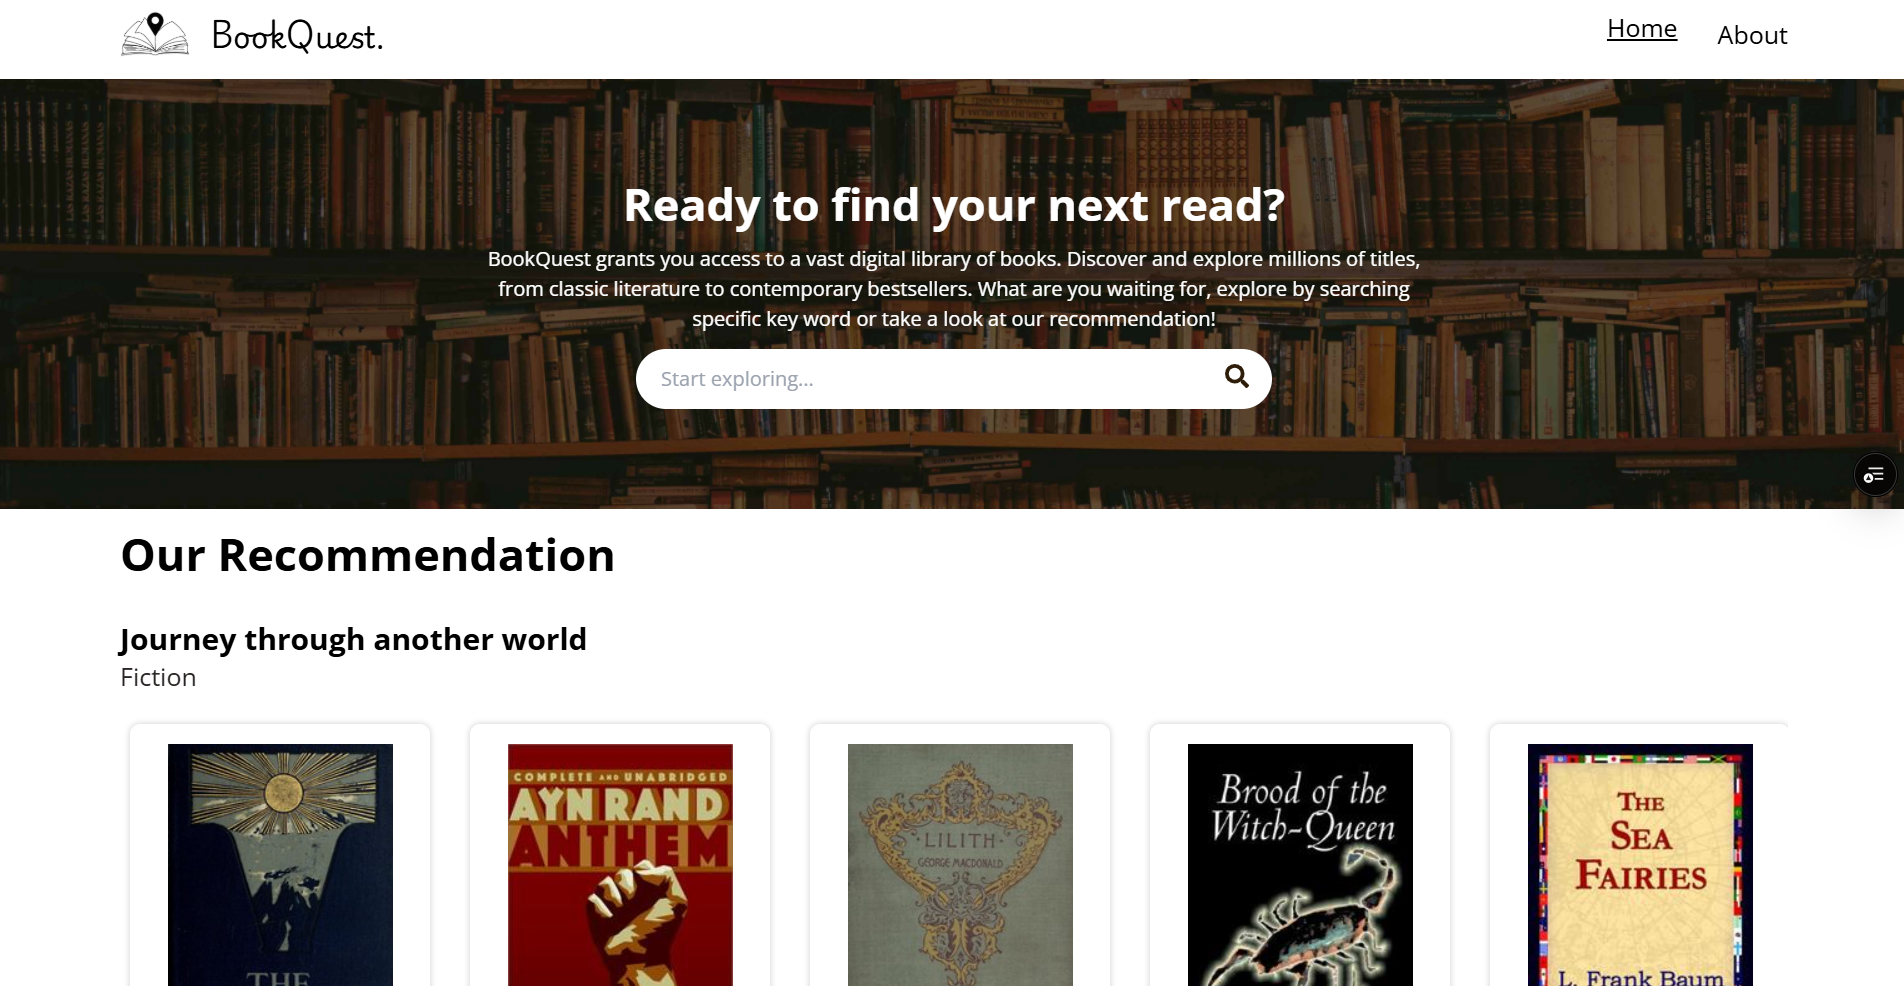 BookQuest.
Home
About
Ready to find your next read?
BookQuest grants you access to a vast digital library of books. Discover and explore millions of titles,
from classic literature to contemporary bestsellers. What are you waiting for, explore by searching
specific key word or take a look at our recommendation!
Start exploring...
Our Recommendation
Journey through another world
Fiction
THE
COMPLETE AND UNABRIDGED
AYN RAND
ANTHEM
LILITH
GEORGE MACDONALD
Brood of the
Witch-Queen
THE
SEA
FAIRIES
L. Frank Baum